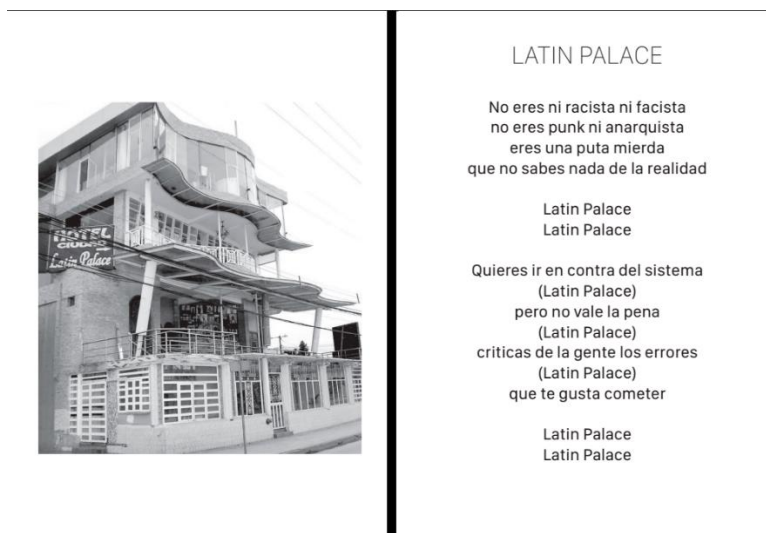 HOTEL
CIUDAD
Latin Palace
LATIN PALACE
No eres ni racista ni facista
no eres punk ni anarquista
eres una puta mierda
que no sabes nada de la realidad
Latin Palace
Latin Palace
Quieres ir en contra del sistema
(Latin Palace)
pero no vale la pena
(Latin Palace)
criticas de la gente los errores
(Latin Palace)
que te gusta cometer
Latin Palace
Latin Palace